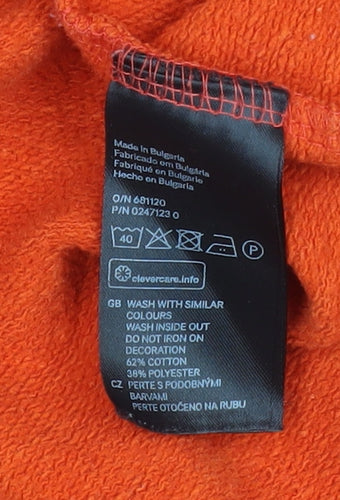 Made in Bulgaria
Fabricado em Bulgária
Fabriqué en Bulgarie
Hecho en Bulgaria
O/N 681120
P/N 0247123 0
40
P
clevercare.info
GB WASH WITH SIMILAR
COLOURS
WASH INSIDE OUT
DO NOT IRON ON
DECORATION
62% COTTON
38% POLYESTER
CZ PERTE S PODOBNÝMI
BARVAMI
PERTE OTOČENO NA RUBU